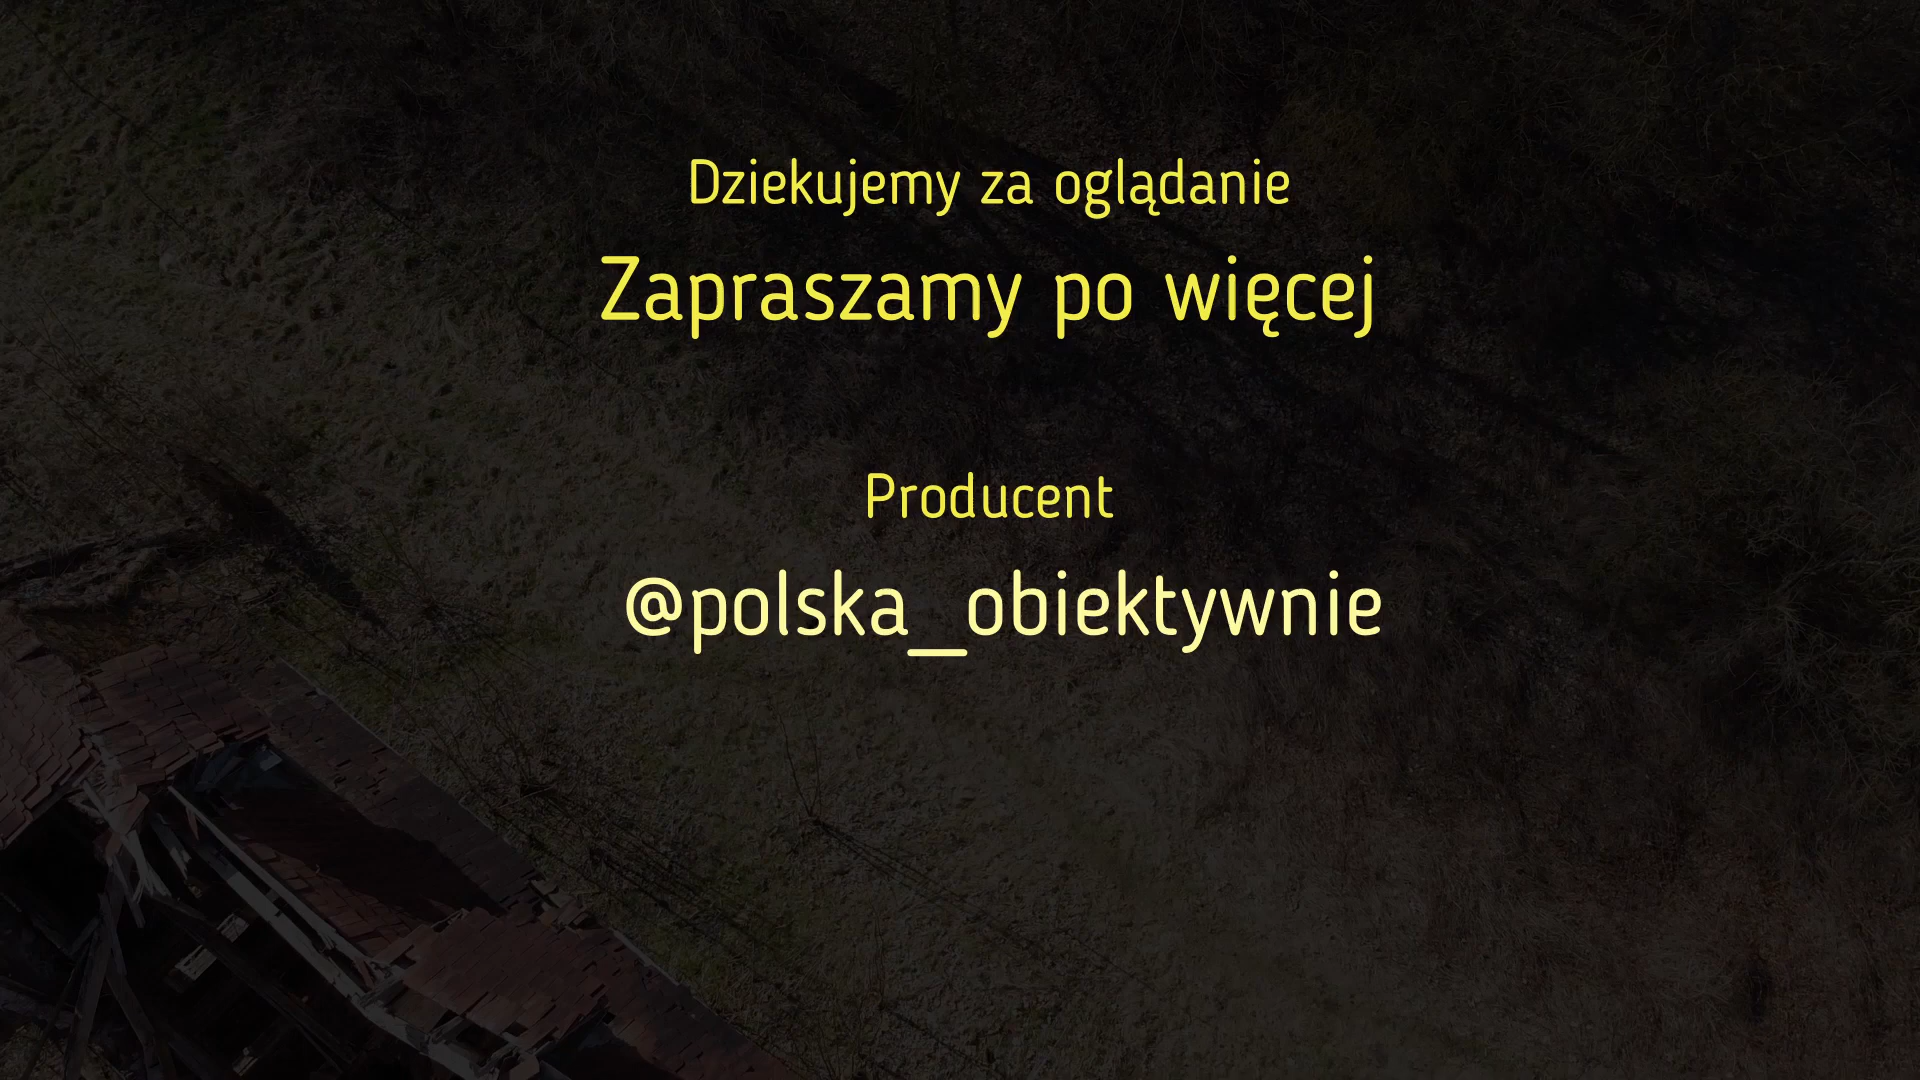 Dziekujemy za oglądanie
Zapraszamy po więcej
Producent
@polska_obiektywnie